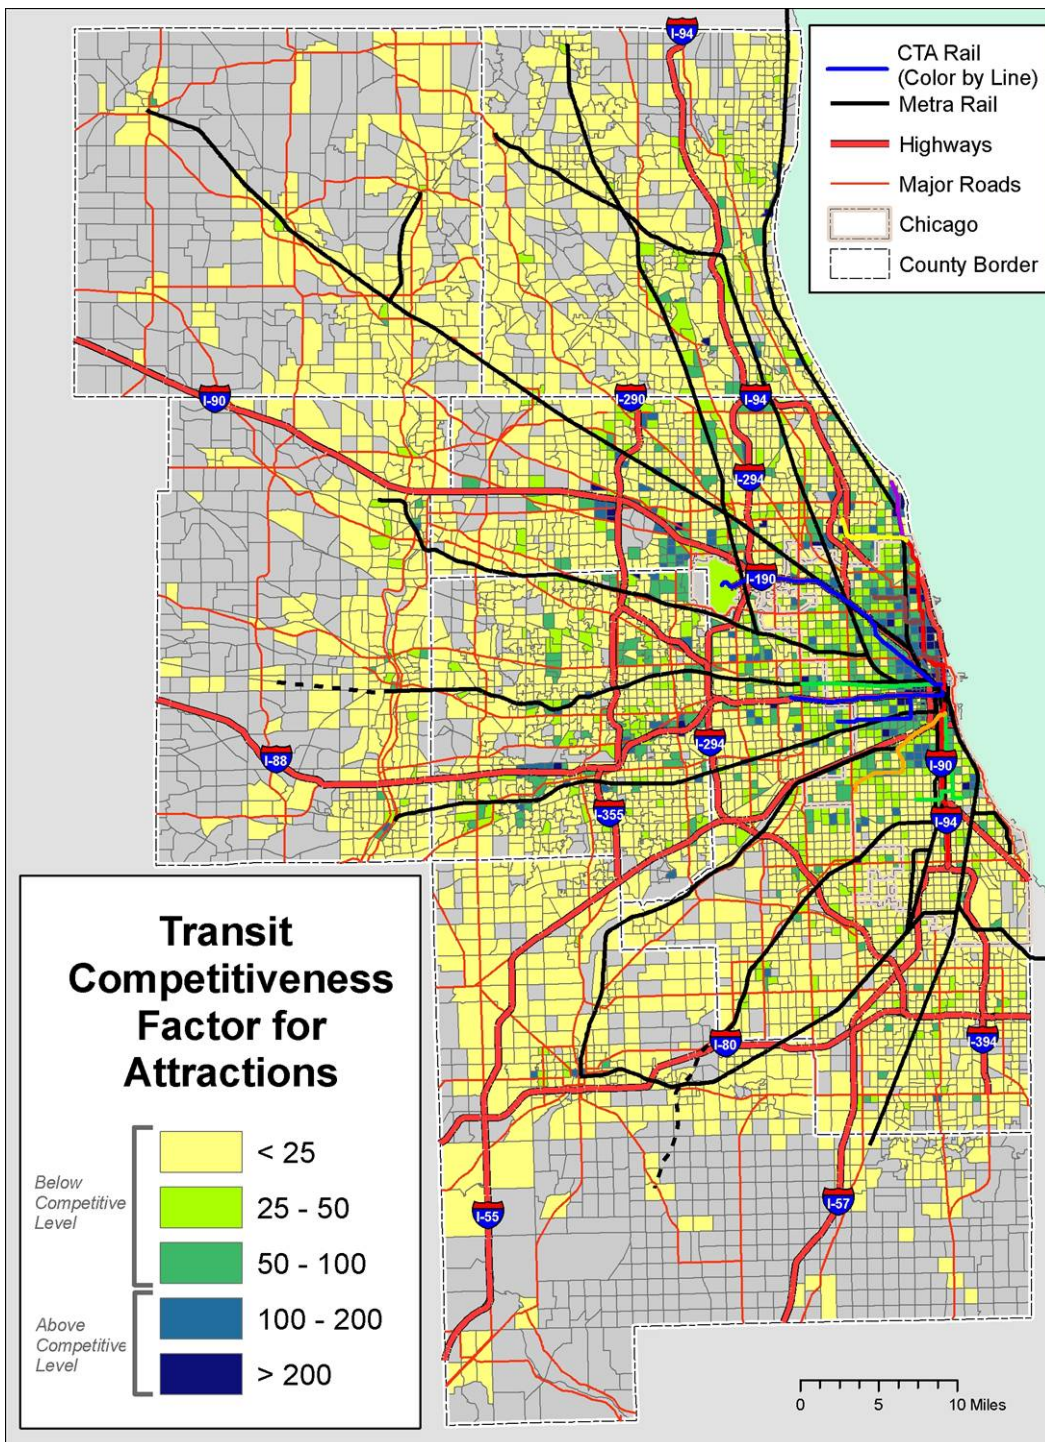 I-94
CTA Rail
(Color by Line)
Metra Rail
Highways
Major Roads
Chicago
County Border
I-90
I-290
I-94
I-294
I-190
I-88
I-294
I-90
I-355
I-94
Transit
Competitiveness
Factor for
Attractions
Below
Competitive
Level
< 25
25 - 50
50 - 100
Above
Competitive
Level
100 - 200
> 200
I-80
I-394
I-55
I-57
0 5 10 Miles